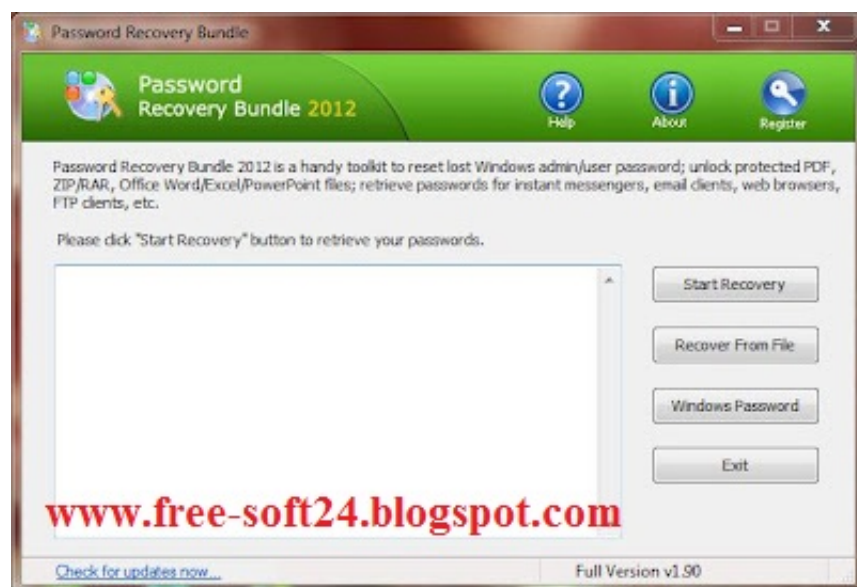 Password Recovery Bundle
Password
Recovery Bundle 2012
Help
About
Register
Password Recovery Bundle 2012 is a handy toolkit to reset lost Windows admin/user password; unlock protected PDF,
ZIP/RAR, Office Word/Excel/PowerPoint files; retrieve passwords for instant messengers, email clients, web browsers,
FTP clients, etc.
Please click "Start Recovery" button to retrieve your passwords.
Start Recovery
Recover From File
Windows Password
Exit
www.free-soft24.blogspot.com
Check for updates now...
Full Version v1.90